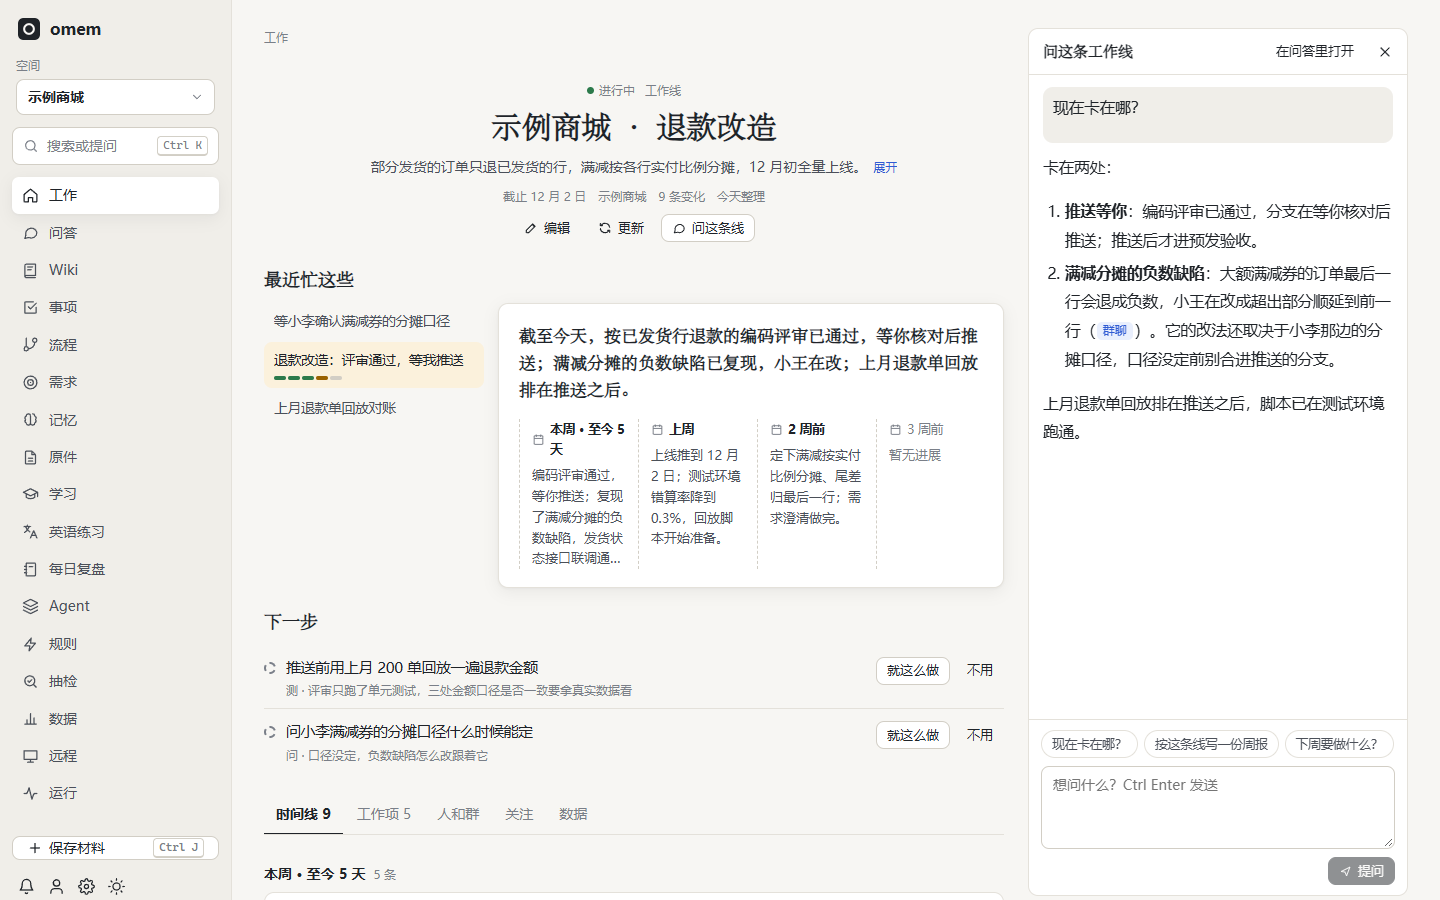 omem
空间
示例商城
搜索或提问 Ctrl K
工作
问答
Wiki
事项
流程
需求
记忆
原件
学习
英语练习
每日复盘
Agent
规则
抽检
数据
远程
运行
保存材料 Ctrl J
工作
进行中 工作线
示例商城 · 退款改造
部分发货的订单只退已发货的行，满减按各行实付比例分摊，12 月初全量上线。 展开
截止 12 月 2 日 示例商城 9 条变化 今天整理
编辑 更新 问这条线
最近忙这些
等小李确认满减券的分摊口径
退款改造：评审通过，等我推送
上月退款单回放对账
截至今天，按已发货行退款的编码评审已通过，等你核对后推
送；满减分摊的负数缺陷已复现，小王在改；上月退款单回放
排在推送之后。
本周 • 至今 5
天
编码评审通过，
等你推送；复现
了满减分摊的负
数缺陷，发货状
态接口联调通...
上周
上线推到 12 月
2 日；测试环境
错算率降到
0.3%，回放脚
本开始准备。
2 周前
定下满减按实付
比例分摊、尾差
归最后一行；需
求澄清做完。
3 周前
暂无进展
下一步
推送前用上月 200 单回放一遍退款金额
测 · 评审只跑了单元测试，三处金额口径是否一致要拿真实数据看
就这么做 不用
问小李满减券的分摊口径什么时候能定
问 · 口径没定，负数缺陷怎么改跟着它
就这么做 不用
时间线 9 工作项 5 人和群 关注 数据
本周 • 至今 5 天 5 条
问这条工作线 在问答里打开
现在卡在哪？
卡在两处：
1. 推送等你：编码评审已通过，分支在等你核对后
推送；推送后才进预发验收。
2. 满减分摊的负数缺陷：大额满减券的订单最后一
行会退成负数，小王在改成超出部分顺延到前一
行（ 群聊 ）。它的改法还取决于小李那边的分
摊口径，口径没定前别合进推送的分支。
上月退款单回放排在推送之后，脚本已在测试环境
跑通。
现在卡在哪？ 按这条线写一份周报 下周要做什么？
想问什么？Ctrl Enter 发送
提问